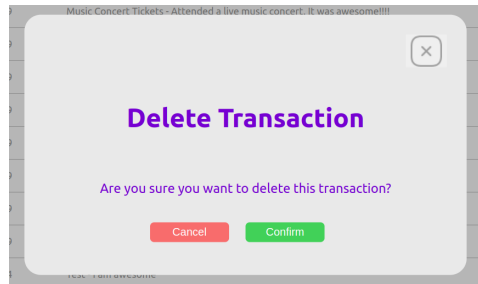 Music Concert Tickets - Attended a live music concert. It was awesome!!!!
Delete Transaction
Are you sure you want to delete this transaction?
Cancel Confirm
Test - I am awesome